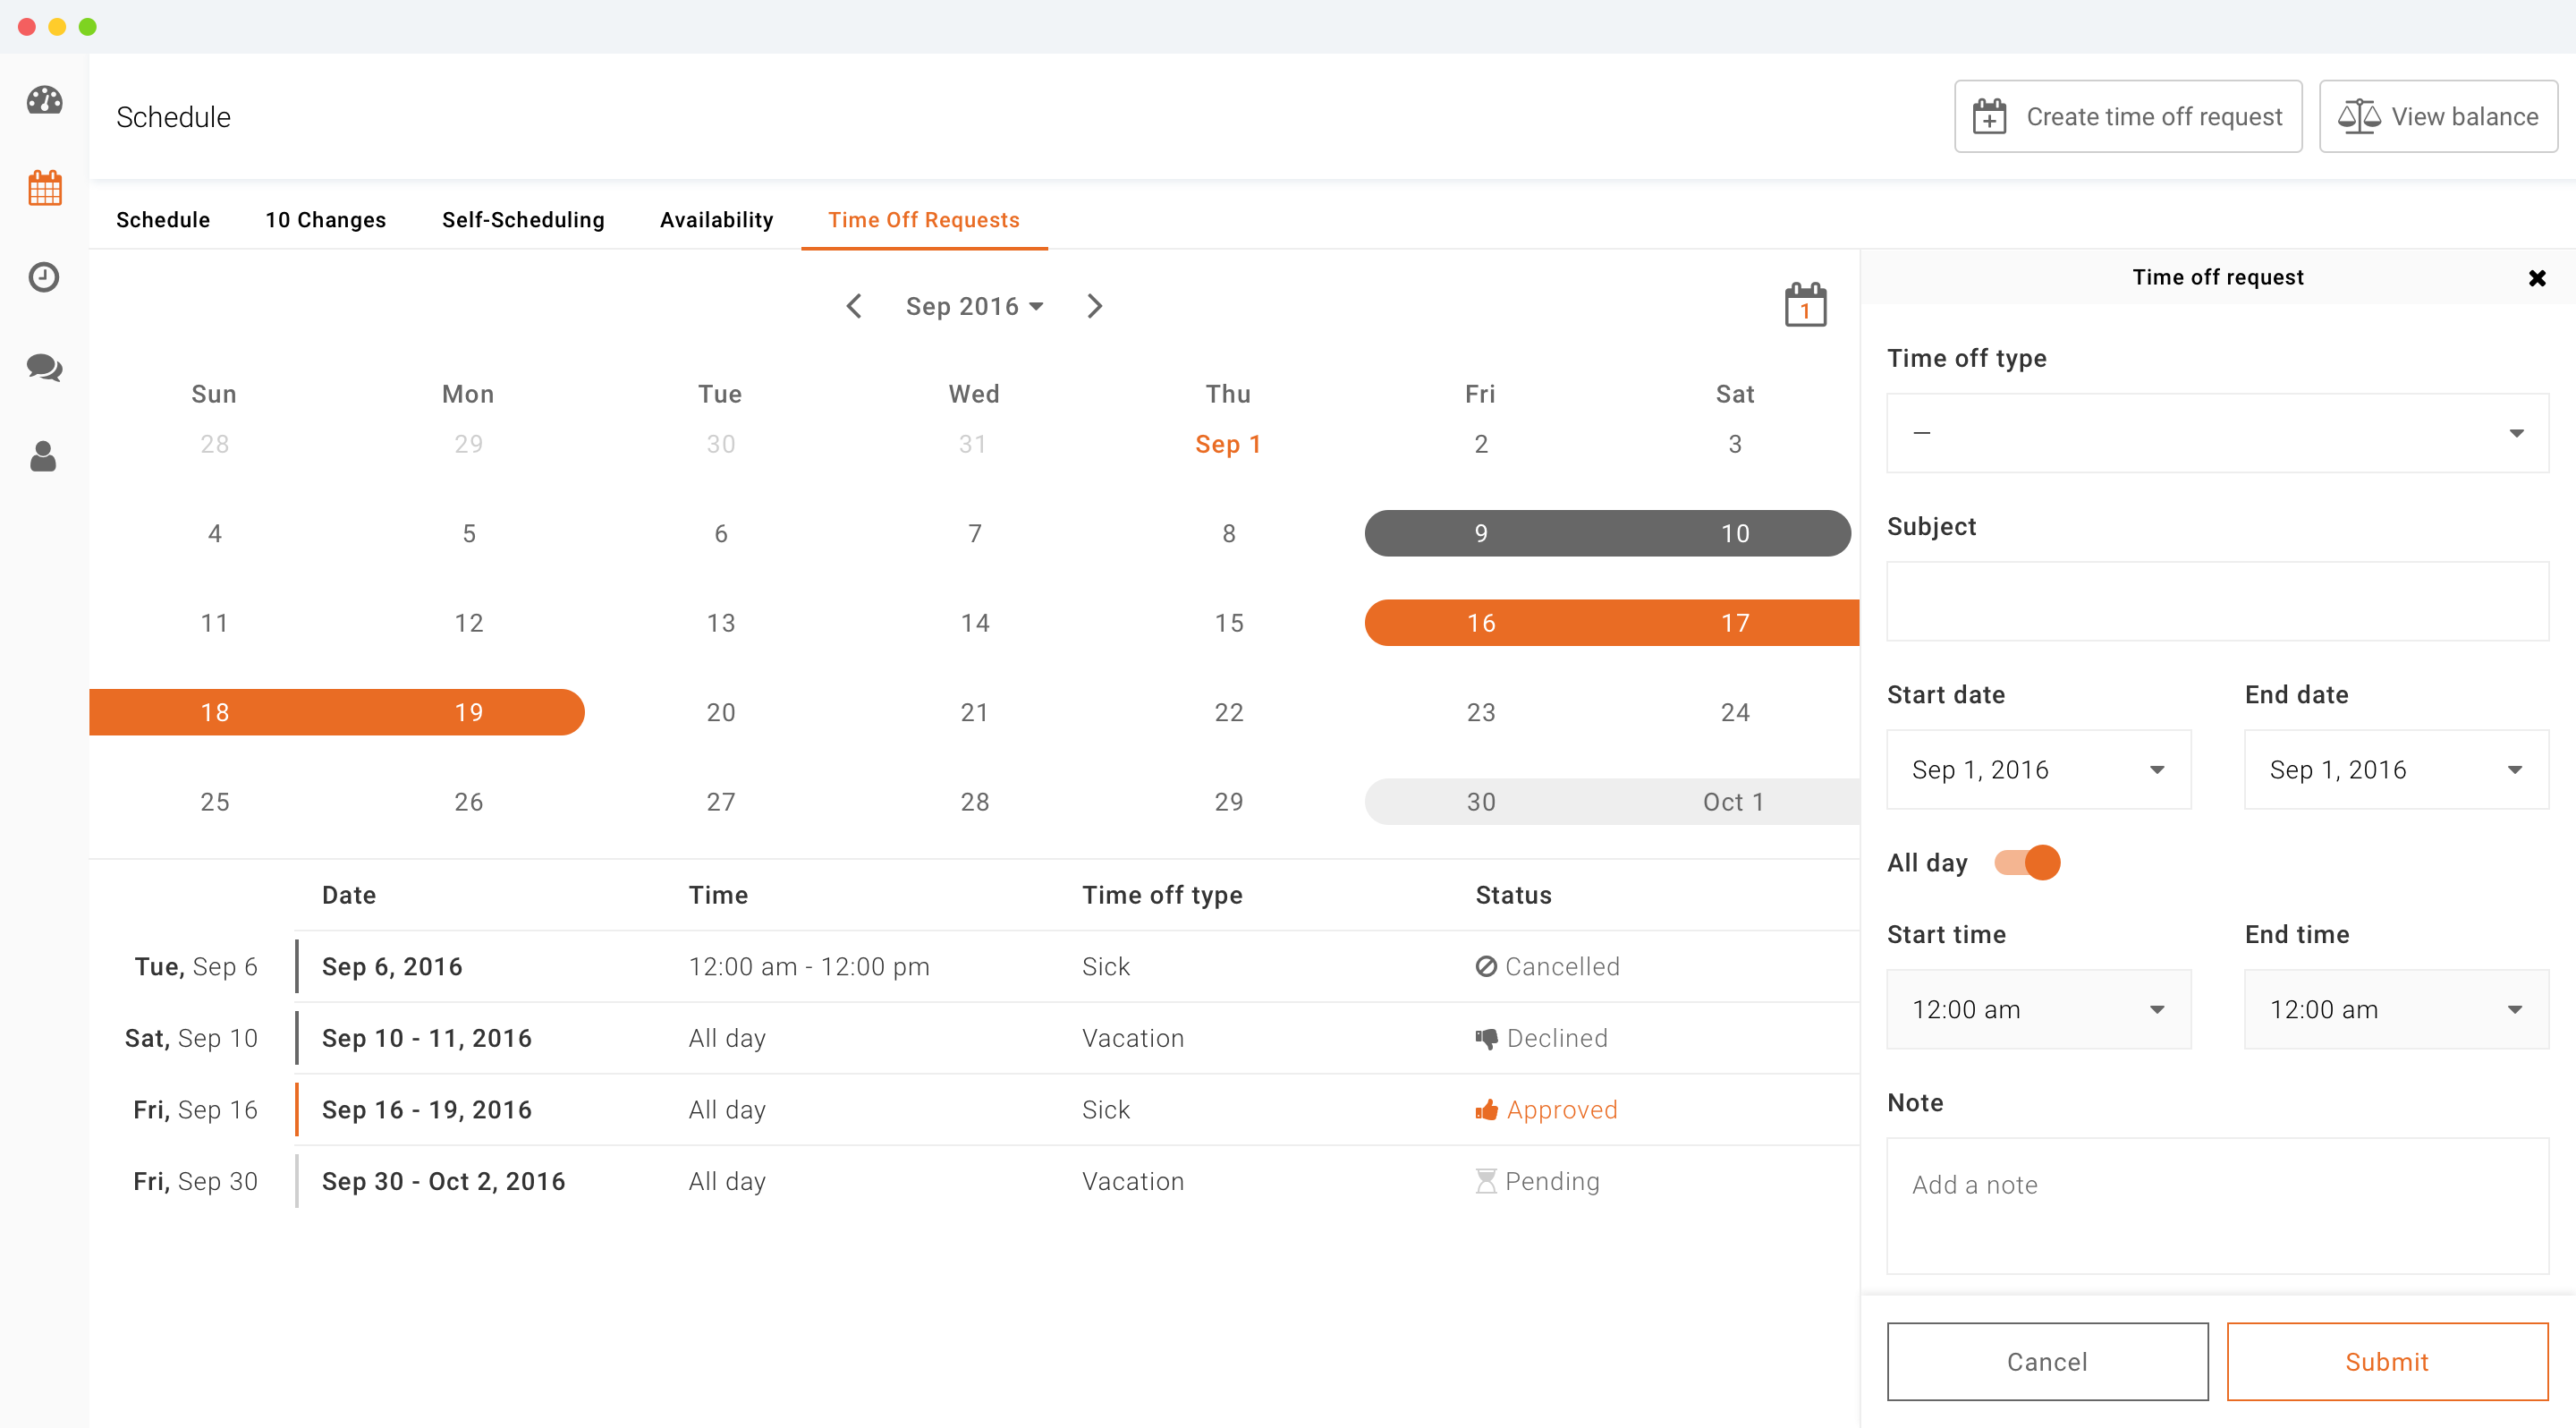 Schedule
Create time off request
View balance
Schedule 10 Changes Self-Scheduling Availability Time Off Requests
Sep 2016
1
Sun Mon Tue Wed Thu Fri Sat
28 29 30 31 Sep 1 2 3
4 5 6 7 8 9 10
11 12 13 14 15 16 17
18 19 20 21 22 23 24
25 26 27 28 29 30 Oct 1
Date Time Time off type Status
Tue, Sep 6 Sep 6, 2016 12:00 am - 12:00 pm Sick Cancelled
Sat, Sep 10 Sep 10 - 11, 2016 All day Vacation Declined
Fri, Sep 16 Sep 16 - 19, 2016 All day Sick Approved
Fri, Sep 30 Sep 30 - Oct 2, 2016 All day Vacation Pending
Time off request
Time off type
—
Subject
Start date End date
Sep 1, 2016 Sep 1, 2016
All day
Start time End time
12:00 am 12:00 am
Note
Add a note
Cancel Submit